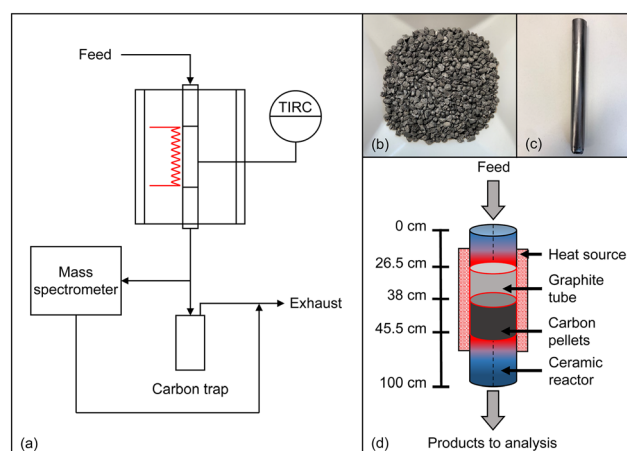 Feed
TIRC
Mass
spectrometer
Exhaust
Carbon trap
(a)
(b)
(c)
Feed
0 cm
26.5 cm
38 cm
45.5 cm
100 cm
Heat source
Graphite
tube
Carbon
pellets
Ceramic
reactor
(d)
Products to analysis